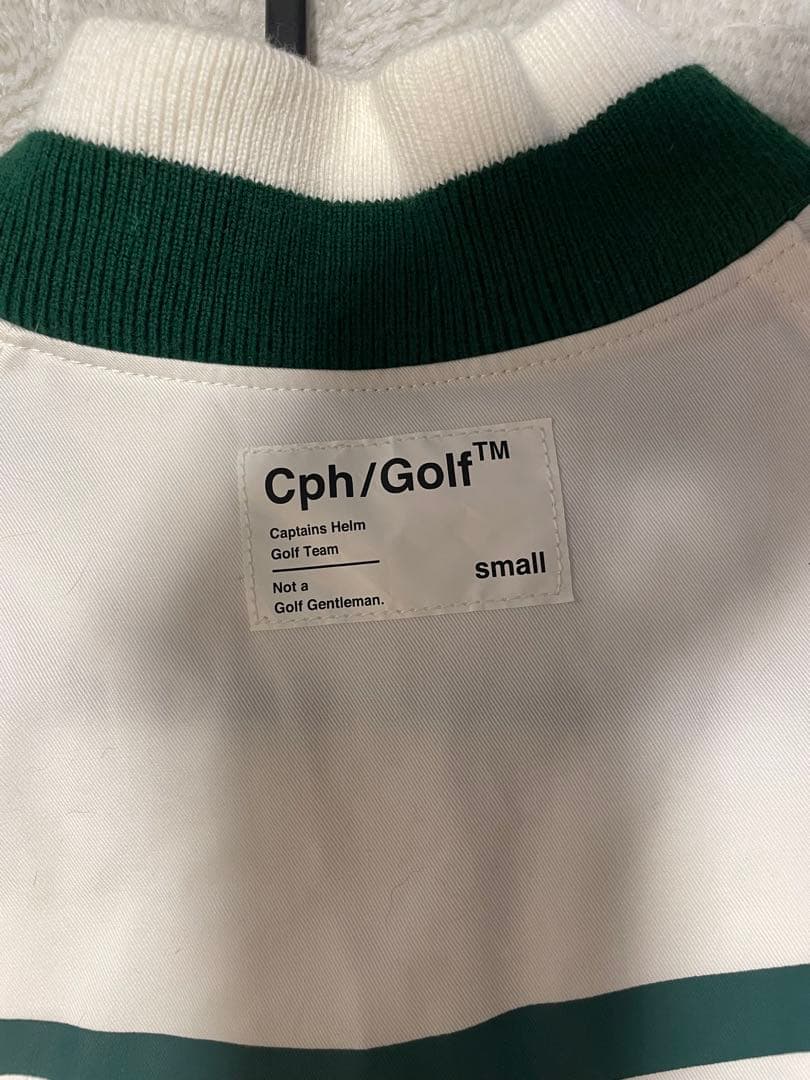 Cph/Golf™
Captains Helm
Golf Team
Not a
Golf Gentleman.
small